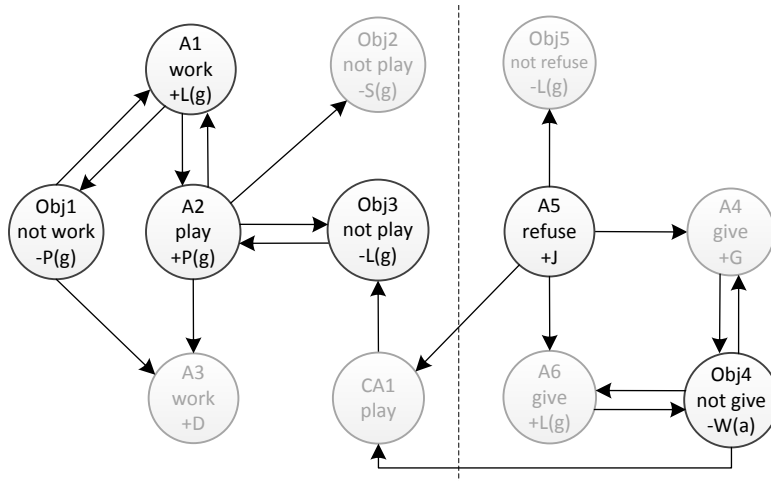 A1
work
+L(g)
Obj2
not play
-S(g)
Obj5
not refuse
-L(g)
Obj1
not work
-P(g)
A2
play
+P(g)
Obj3
not play
-L(g)
A5
refuse
+J
A4
give
+G
A3
work
+D
CA1
play
A6
give
+L(g)
Obj4
not give
-W(a)